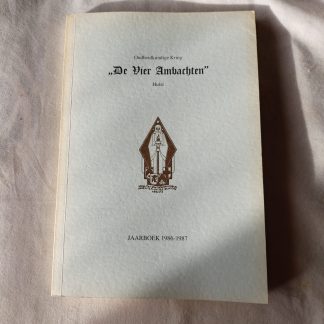 Oudheidkundige Kring
„De Vier Ambachten”
Hulst
JAARBOEK 1986-1987